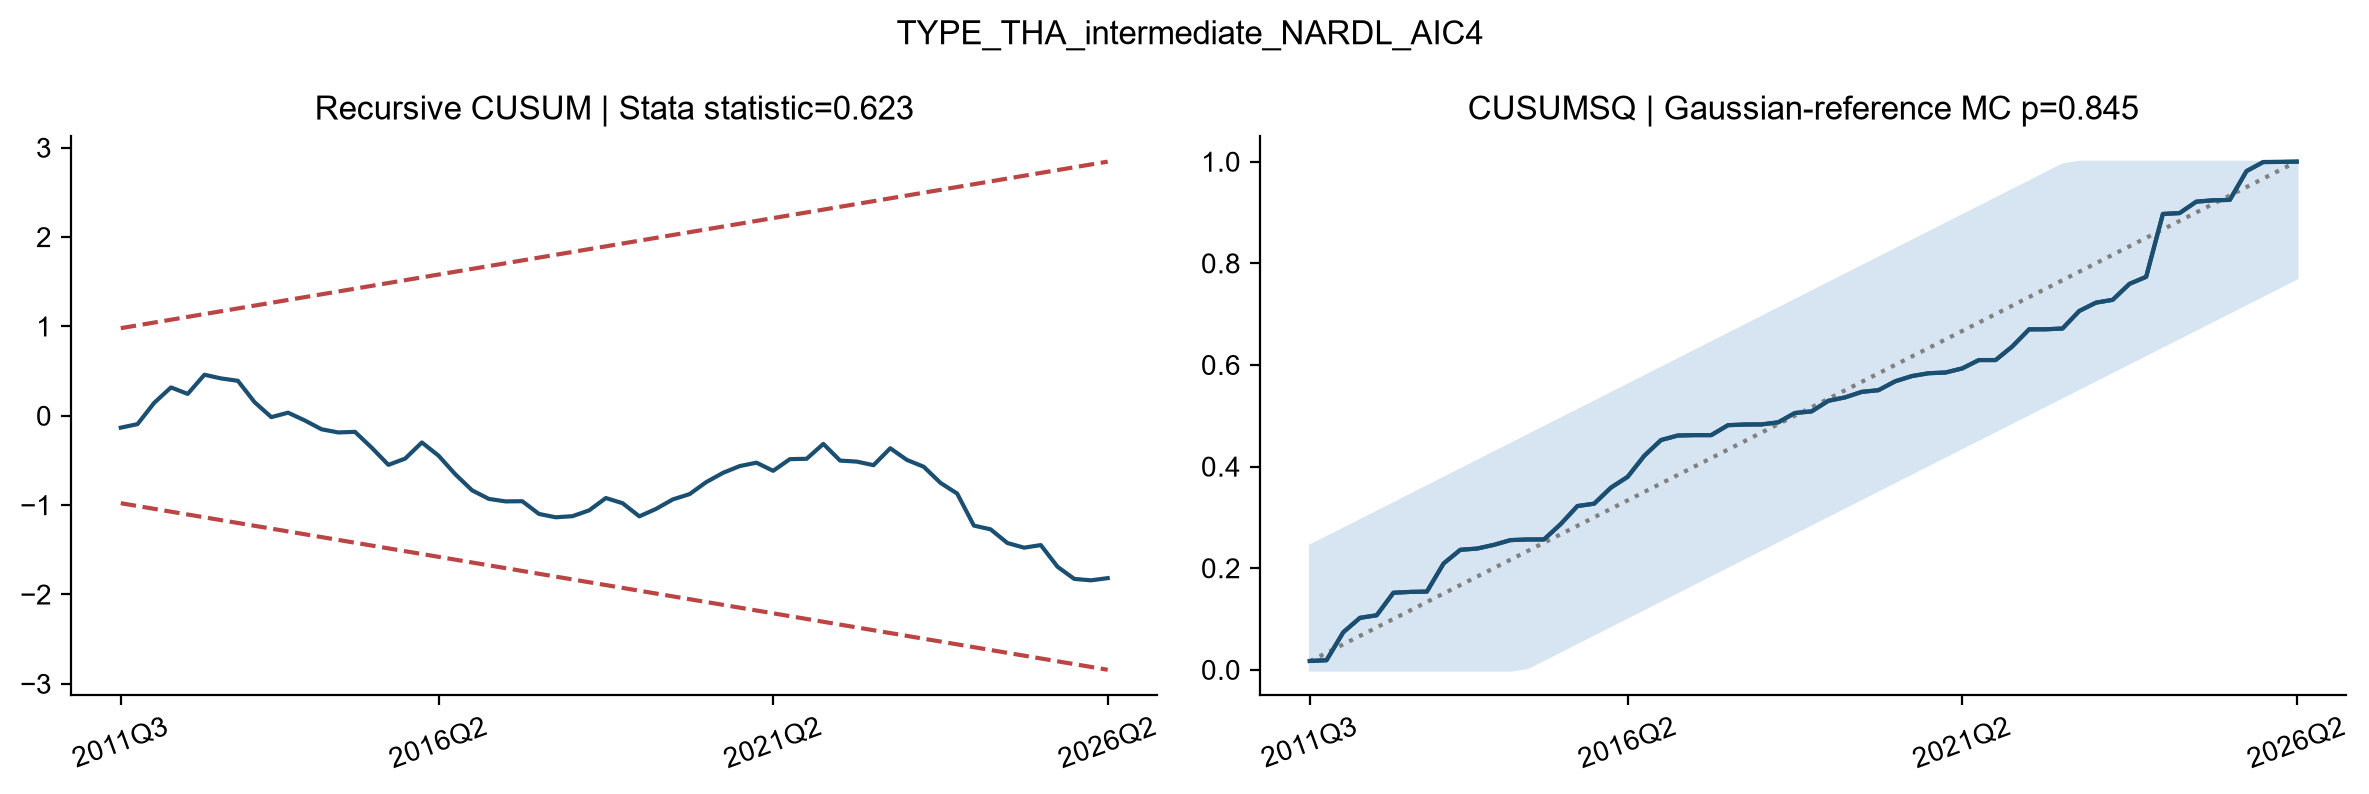 TYPE_THA_intermediate_NARDL_AIC4
Recursive CUSUM | Stata statistic=0.623
3
2
1
0
−1
−2
−3
2011Q3
2016Q2
2021Q2
2026Q2
CUSUMSQ | Gaussian-reference MC p=0.845
1.0
0.8
0.6
0.4
0.2
0.0
2011Q3
2016Q2
2021Q2
2026Q2